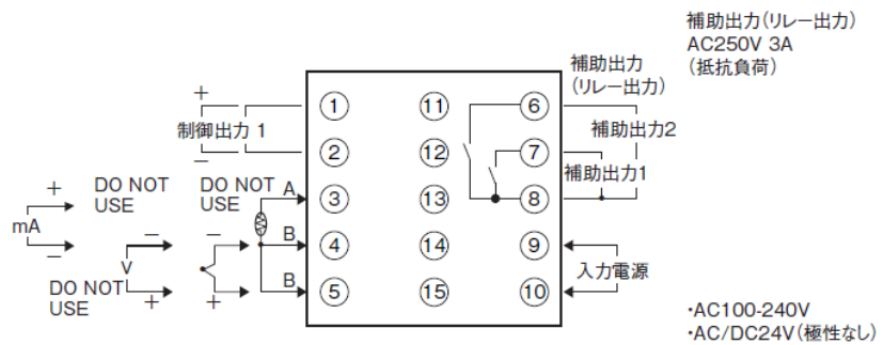 補助出力(リレー出力)
AC250V 3A
(抵抗負荷)
補助出力
(リレー出力)
+
制御出力 1
−
1
2
3
4
5
11
12
13
14
15
6
7
8
9
10
補助出力2
補助出力1
入力電源
+
mA
−
DO NOT
USE
DO NOT
USE
−
V
+
DO NOT
USE
−
+
A
B
B
・AC100-240V
・AC/DC24V(極性なし)